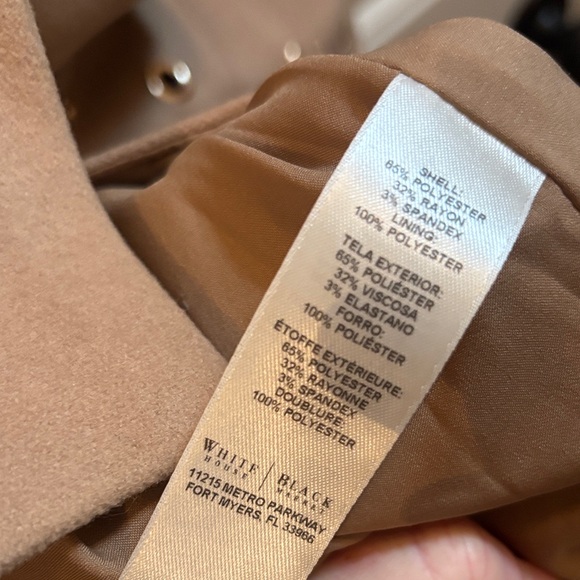 SHELL:
65% POLYESTER
32% RAYON
3% SPANDEX
LINING:
100% POLYESTER
TELA EXTERIOR:
65% POLIÉSTER
32% VISCOSA
3% ELASTANO
FORRO:
100% POLIÉSTER
ÉTOFFE EXTÉRIEURE:
65% POLYESTER
32% RAYONNE
3% SPANDEX
DOUBLURE:
100% POLYESTER
WHITE | BLACK
HOUSE | MARKET
11215 METRO PARKWAY
FORT MYERS, FL 33966